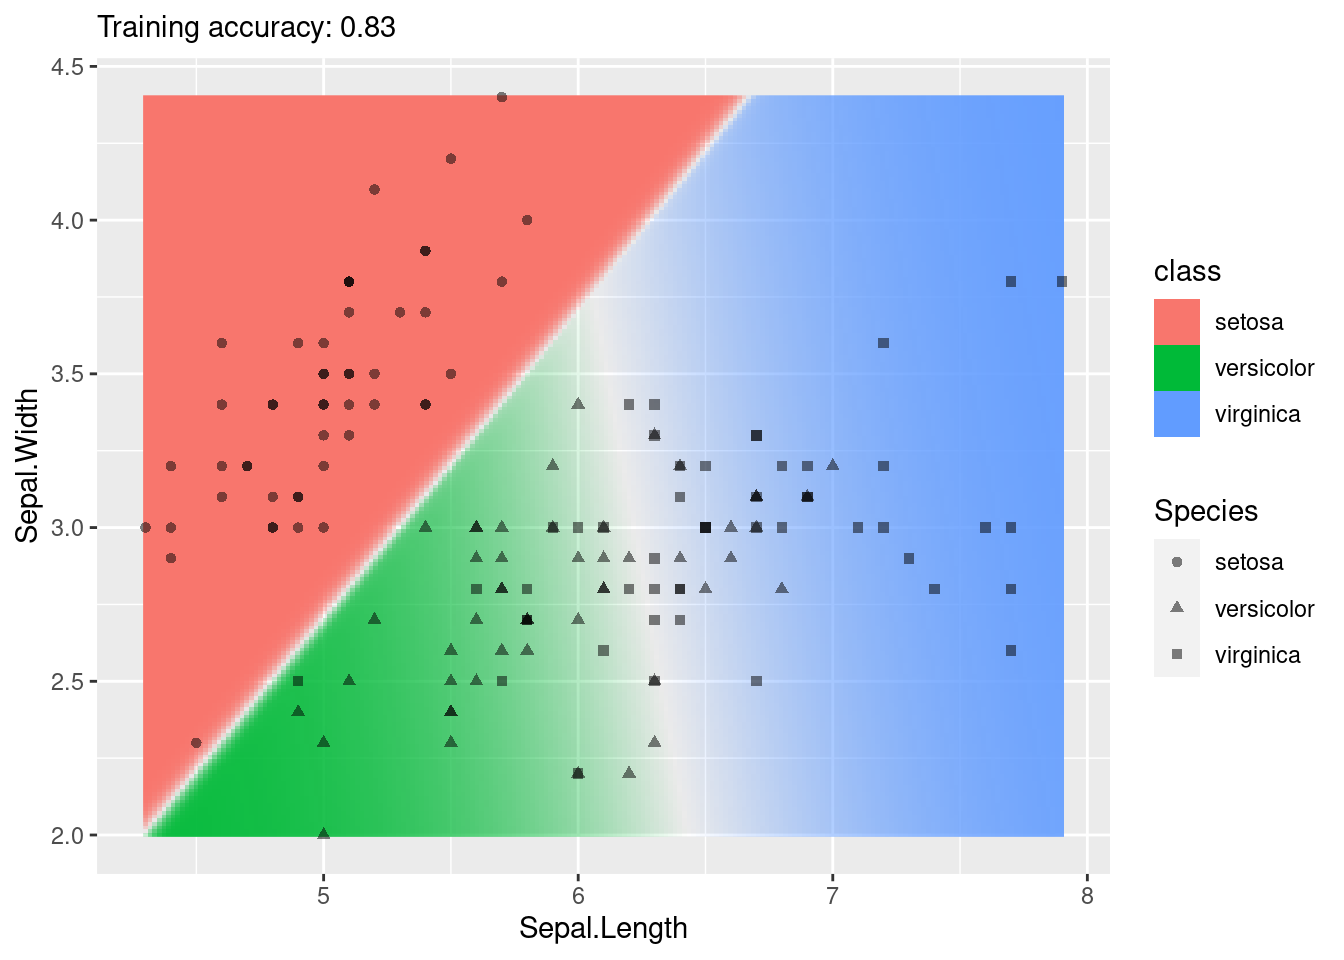 Training accuracy: 0.83
4.5
4.0
3.5
3.0
2.5
2.0
Sepal.Width
5 6 7 8
Sepal.Length
class
setosa
versicolor
virginica
Species
setosa
versicolor
virginica